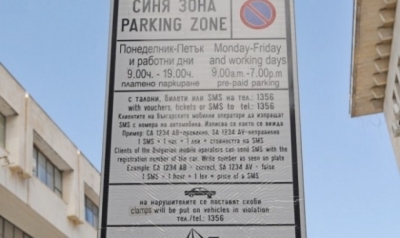 СИНЯ ЗОНА
PARKING ZONE
Понеделник-Петък Monday-Friday
и работни дни and working days
9.00ч. - 19.00ч. 9.00a.m.-7.00p.m
платено паркиране pre-paid parking
с талони, билети или SMS на тел.: 1356
with vouchers, tickets or SMS to tel.: 1356
Клиентите на българските мобилни оператори да изпращат
SMS с номера на автомобила. Изписва се както се вижда
Пример: CA 1234 AB-правилно, SA 1234 AV-неправилно
1 SMS = 1 час = 1 лев + стойността на SMS
Clients of the Bulgarian mobile operators can send SMS with the
registration number of the car. Write number as seen on plate
Example: CA 1234 AB - correct, SA 1234 AV - false
1 SMS = 1 hour = 1 lev + price of a SMS
на нарушителите се поставят скоби
clamps will be put on vehicles in violation
тел./tel.: 1356